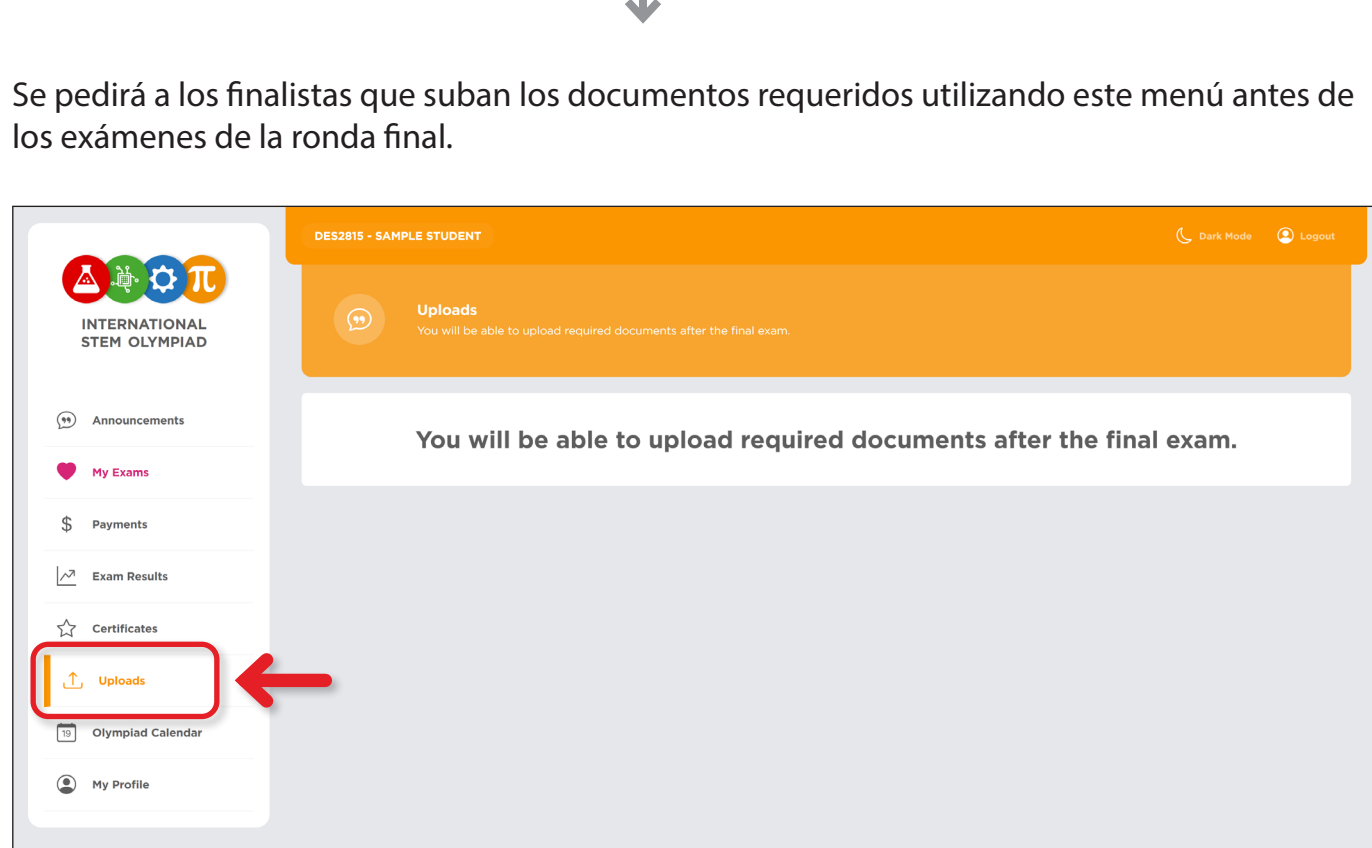 Se pedirá a los finalistas que suban los documentos requeridos utilizando este menú antes de
los exámenes de la ronda final.
DES2815 - SAMPLE STUDENT
Dark Mode
Logout
π
INTERNATIONAL
STEM OLYMPIAD
Uploads
You will be able to upload required documents after the final exam.
You will be able to upload required documents after the final exam.
Announcements
My Exams
$ Payments
Exam Results
Certificates
Uploads
19 Olympiad Calendar
My Profile